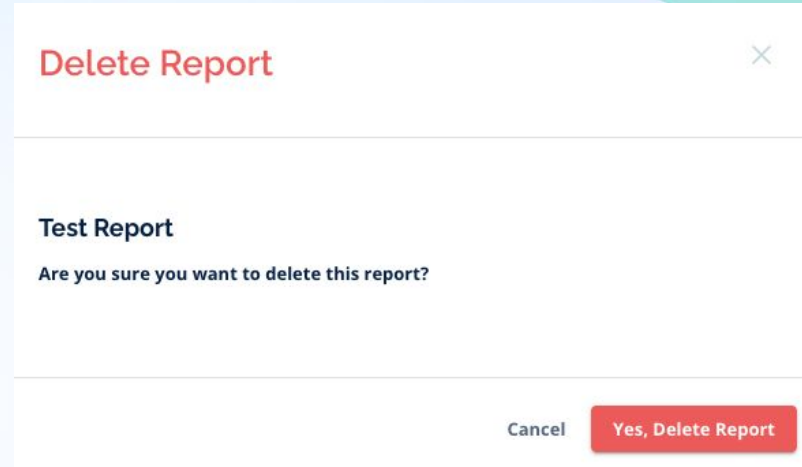 Delete Report
Test Report
Are you sure you want to delete this report?
Cancel
Yes, Delete Report